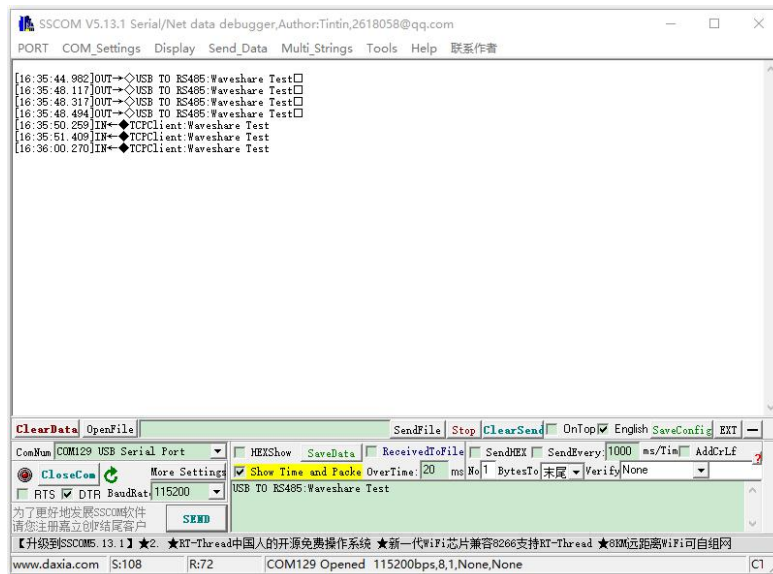 SSCOM V5.13.1 Serial/Net data debugger,Author:Tintin,2618058@qq.com
PORT COM_Settings Display Send_Data Multi_Strings Tools Help 联系作者
[16:35:44.982]OUT→◇USB TO RS485:Waveshare Test□
[16:35:48.117]OUT→◇USB TO RS485:Waveshare Test□
[16:35:48.317]OUT→◇USB TO RS485:Waveshare Test□
[16:35:48.494]OUT→◇USB TO RS485:Waveshare Test□
[16:35:50.259]IN←◆TCPClient:Waveshare Test
[16:35:51.409]IN←◆TCPClient:Waveshare Test
[16:36:00.270]IN←◆TCPClient:Waveshare Test
ClearData OpenFile SendFile Stop ClearSend OnTop English SaveConfig EXT —
ComNum COM129 USB Serial Port HEXShow SaveData ReceivedToFile SendHEX SendEvery: 1000 ms/Tim AddCrLf
CloseCom More Settings Show Time and Packe OverTime: 20 ms No 1 BytesTo 末尾 Verify None ?
RTS DTR BaudRat: 115200 USB TO RS485:Waveshare Test
为了更好地发展SSCOM软件
请您注册嘉立创F结尾客户 SEND
【升级到SSCOM5.13.1】★2. ★RT-Thread中国人的开源免费操作系统 ★新一代WiFi芯片兼容8266支持RT-Thread ★8KM远距离WiFi可自组网
www.daxia.com S:108 R:72 COM129 Opened 115200bps,8,1,None,None CT